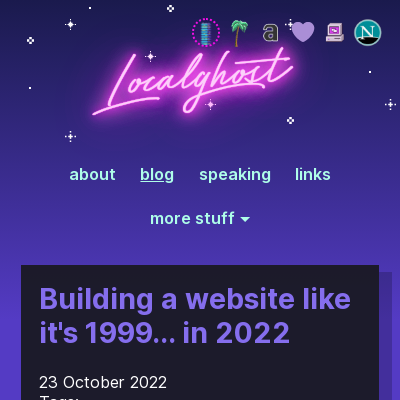 a
N
Localghost
about blog speaking links
more stuff
Building a website like
it's 1999... in 2022
23 October 2022
Tags: